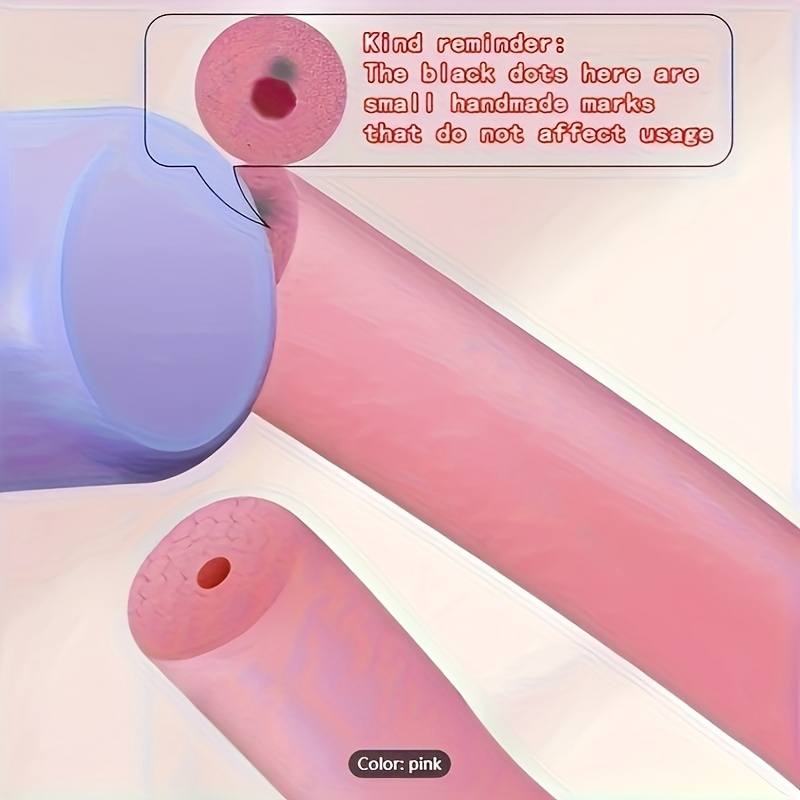 Kind reminder:
The black dots here are
small handmade marks
that do not affect usage
Color: pink